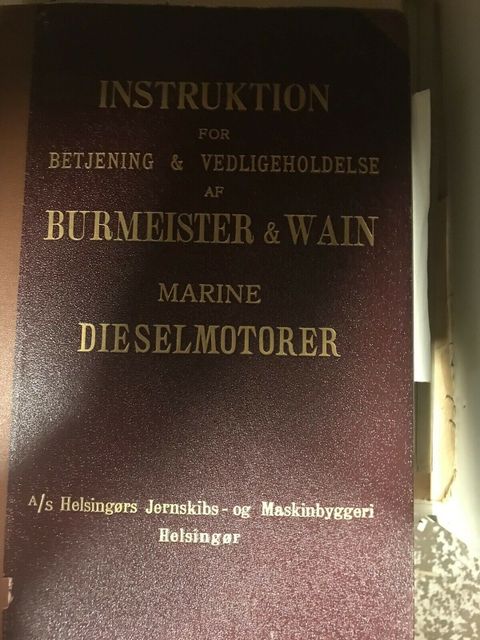 INSTRUKTION
FOR
BETJENING & VEDLIGEHOLDELSE
AF
BURMEISTER & WAIN
MARINE
DIESELMOTORER
A/S Helsingørs Jernskibs- og Maskinbyggeri
Helsingør